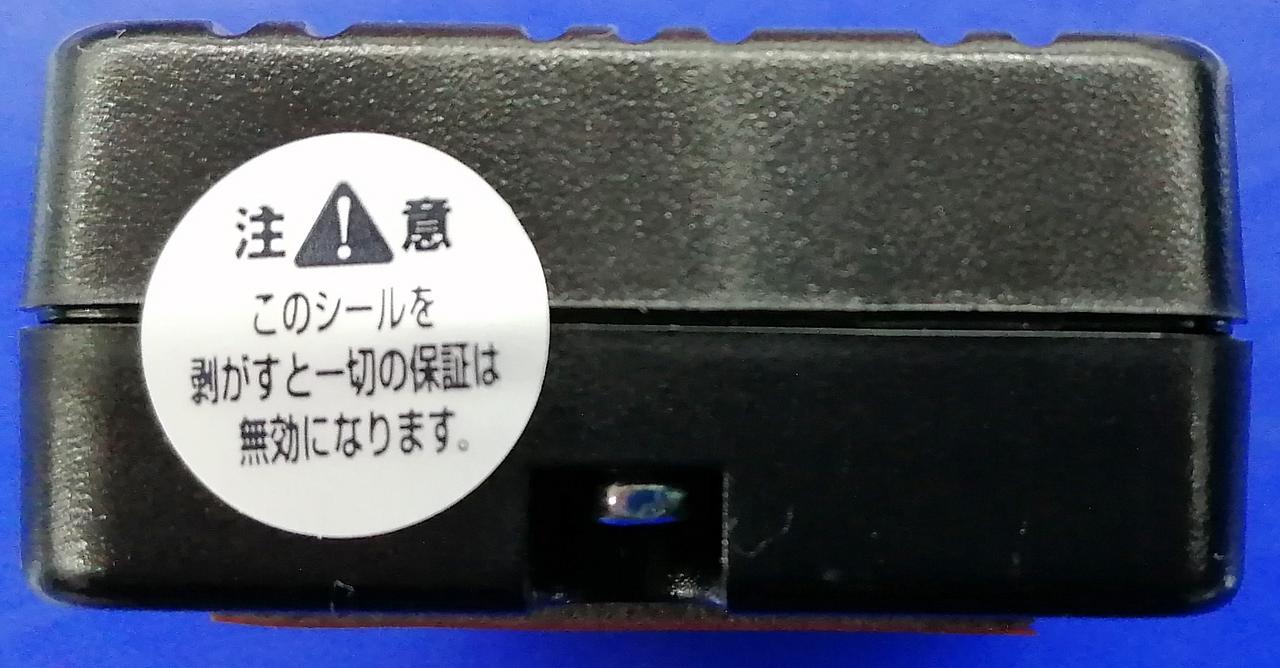 注意
このシールを
剥がすと一切の保証は
無効になります。